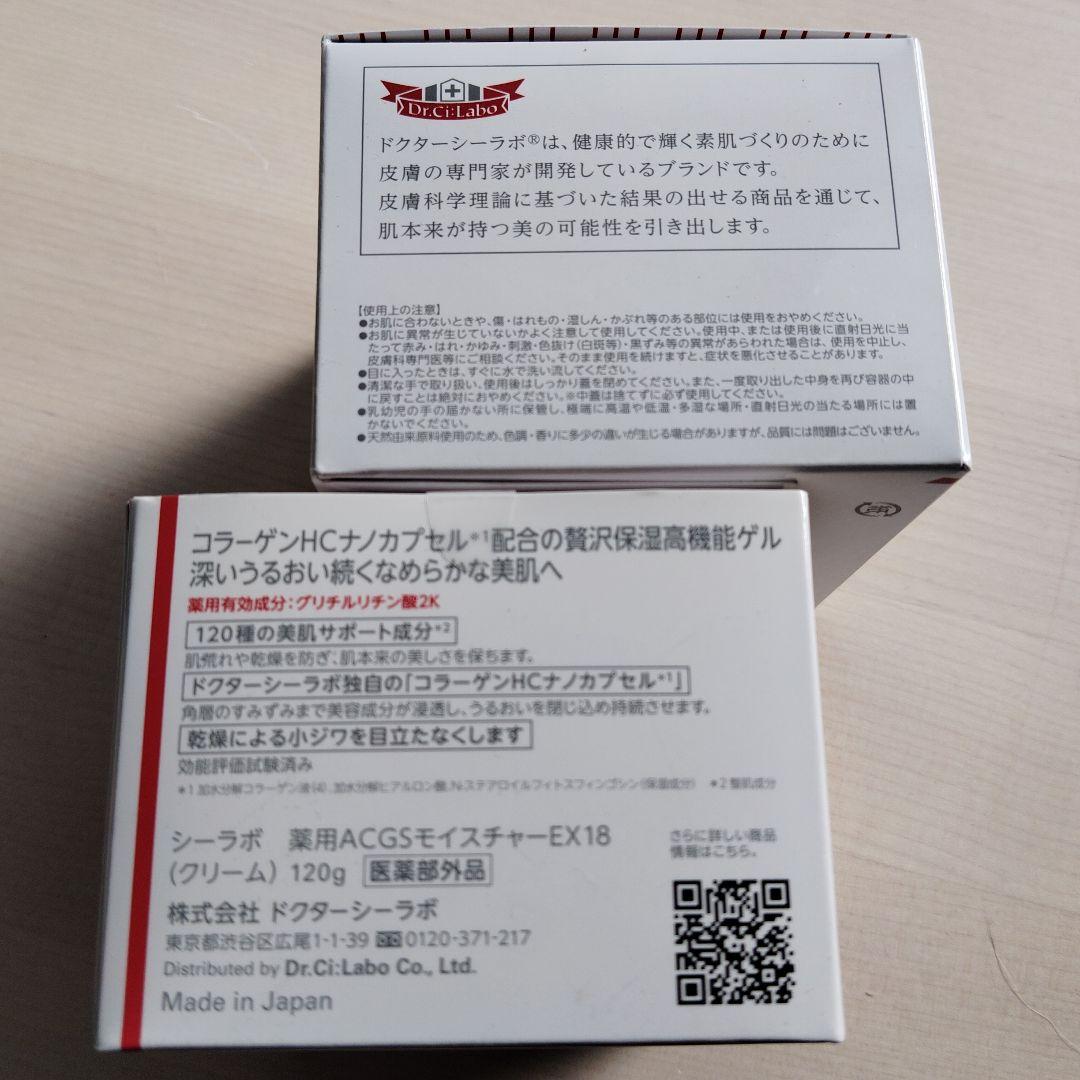 Dr.Ci:Labo
ドクターシーラボ®は、健康的で輝く素肌づくりのために
皮膚の専門家が開発しているブランドです。
皮膚科学理論に基づいた結果の出せる商品を通じて、
肌本来が持つ美の可能性を引き出します。
【使用上の注意】
●お肌に合わないときや、傷・はれもの・湿しん・かぶれ等のある部位には使用をおやめください。
●お肌に異常が生じていないかよく注意して使用してください。使用中、または使用後に直射日光に当
たって赤み・はれ・かゆみ・刺激・色抜け(白斑等)・黒ずみ等の異常があらわれた場合は、使用を中止し、
皮膚科専門医等にご相談ください。そのまま使用を続けますと、症状を悪化させることがあります。
●目に入ったときは、すぐに水で洗い流してください。
●清潔な手で取り扱い、使用後はしっかり蓋を閉めてください。また、一度取り出した中身を再び容器の中
に戻すことは絶対におやめください。※中蓋は捨てずに必ず使用してください。
●乳幼児の手の届かない所に保管し、極端に高温や低温・多湿な場所・直射日光の当たる場所には置
かないでください。
●天然由来原料使用のため、色調・香りに多少の違いが生じる場合がありますが、品質には問題はございません。
コラーゲンHCナノカプセル*1配合の贅沢保湿高機能ゲル
深いうるおい続くなめらかな美肌へ
薬用有効成分:グリチルリチン酸2K
120種の美肌サポート成分*2
肌荒れや乾燥を防ぎ、肌本来の美しさを保ちます。
ドクターシーラボ独自の「コラーゲンHCナノカプセル*1」
角層のすみずみまで美容成分が浸透し、うるおいを閉じ込め持続させます。
乾燥による小ジワを目立たなくします
効能評価試験済み
*1 加水分解コラーゲン液(4)、加水分解ヒアルロン酸、N-ステアロイルフィトスフィンゴシン(保湿成分) *2 整肌成分
シーラボ 薬用ACGSモイスチャーEX18
(クリーム) 120g 医薬部外品
さらに詳しい商品
情報はこちら。
株式会社 ドクターシーラボ
東京都渋谷区広尾1-1-39 0120-371-217
Distributed by Dr.Ci:Labo Co., Ltd.
Made in Japan